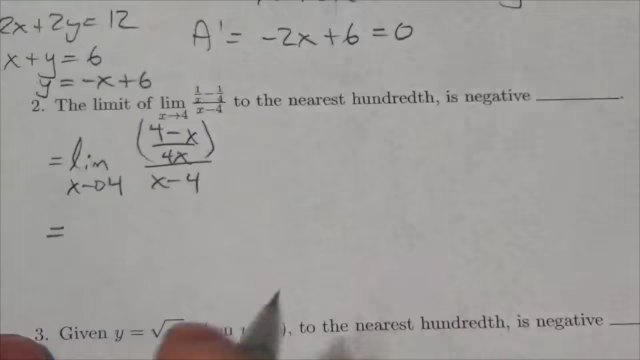 2x+2y=12
A' = -2x+6=0
x+y=6
y=-x+6
2. The limit of lim x→4 (1/x − 1/4)/(x−4) to the nearest hundredth, is negative ________.
= lim x→4 ((4-x)/(4x))/(x-4)
=
3. Given y = √ ), to the nearest hundredth, is negative